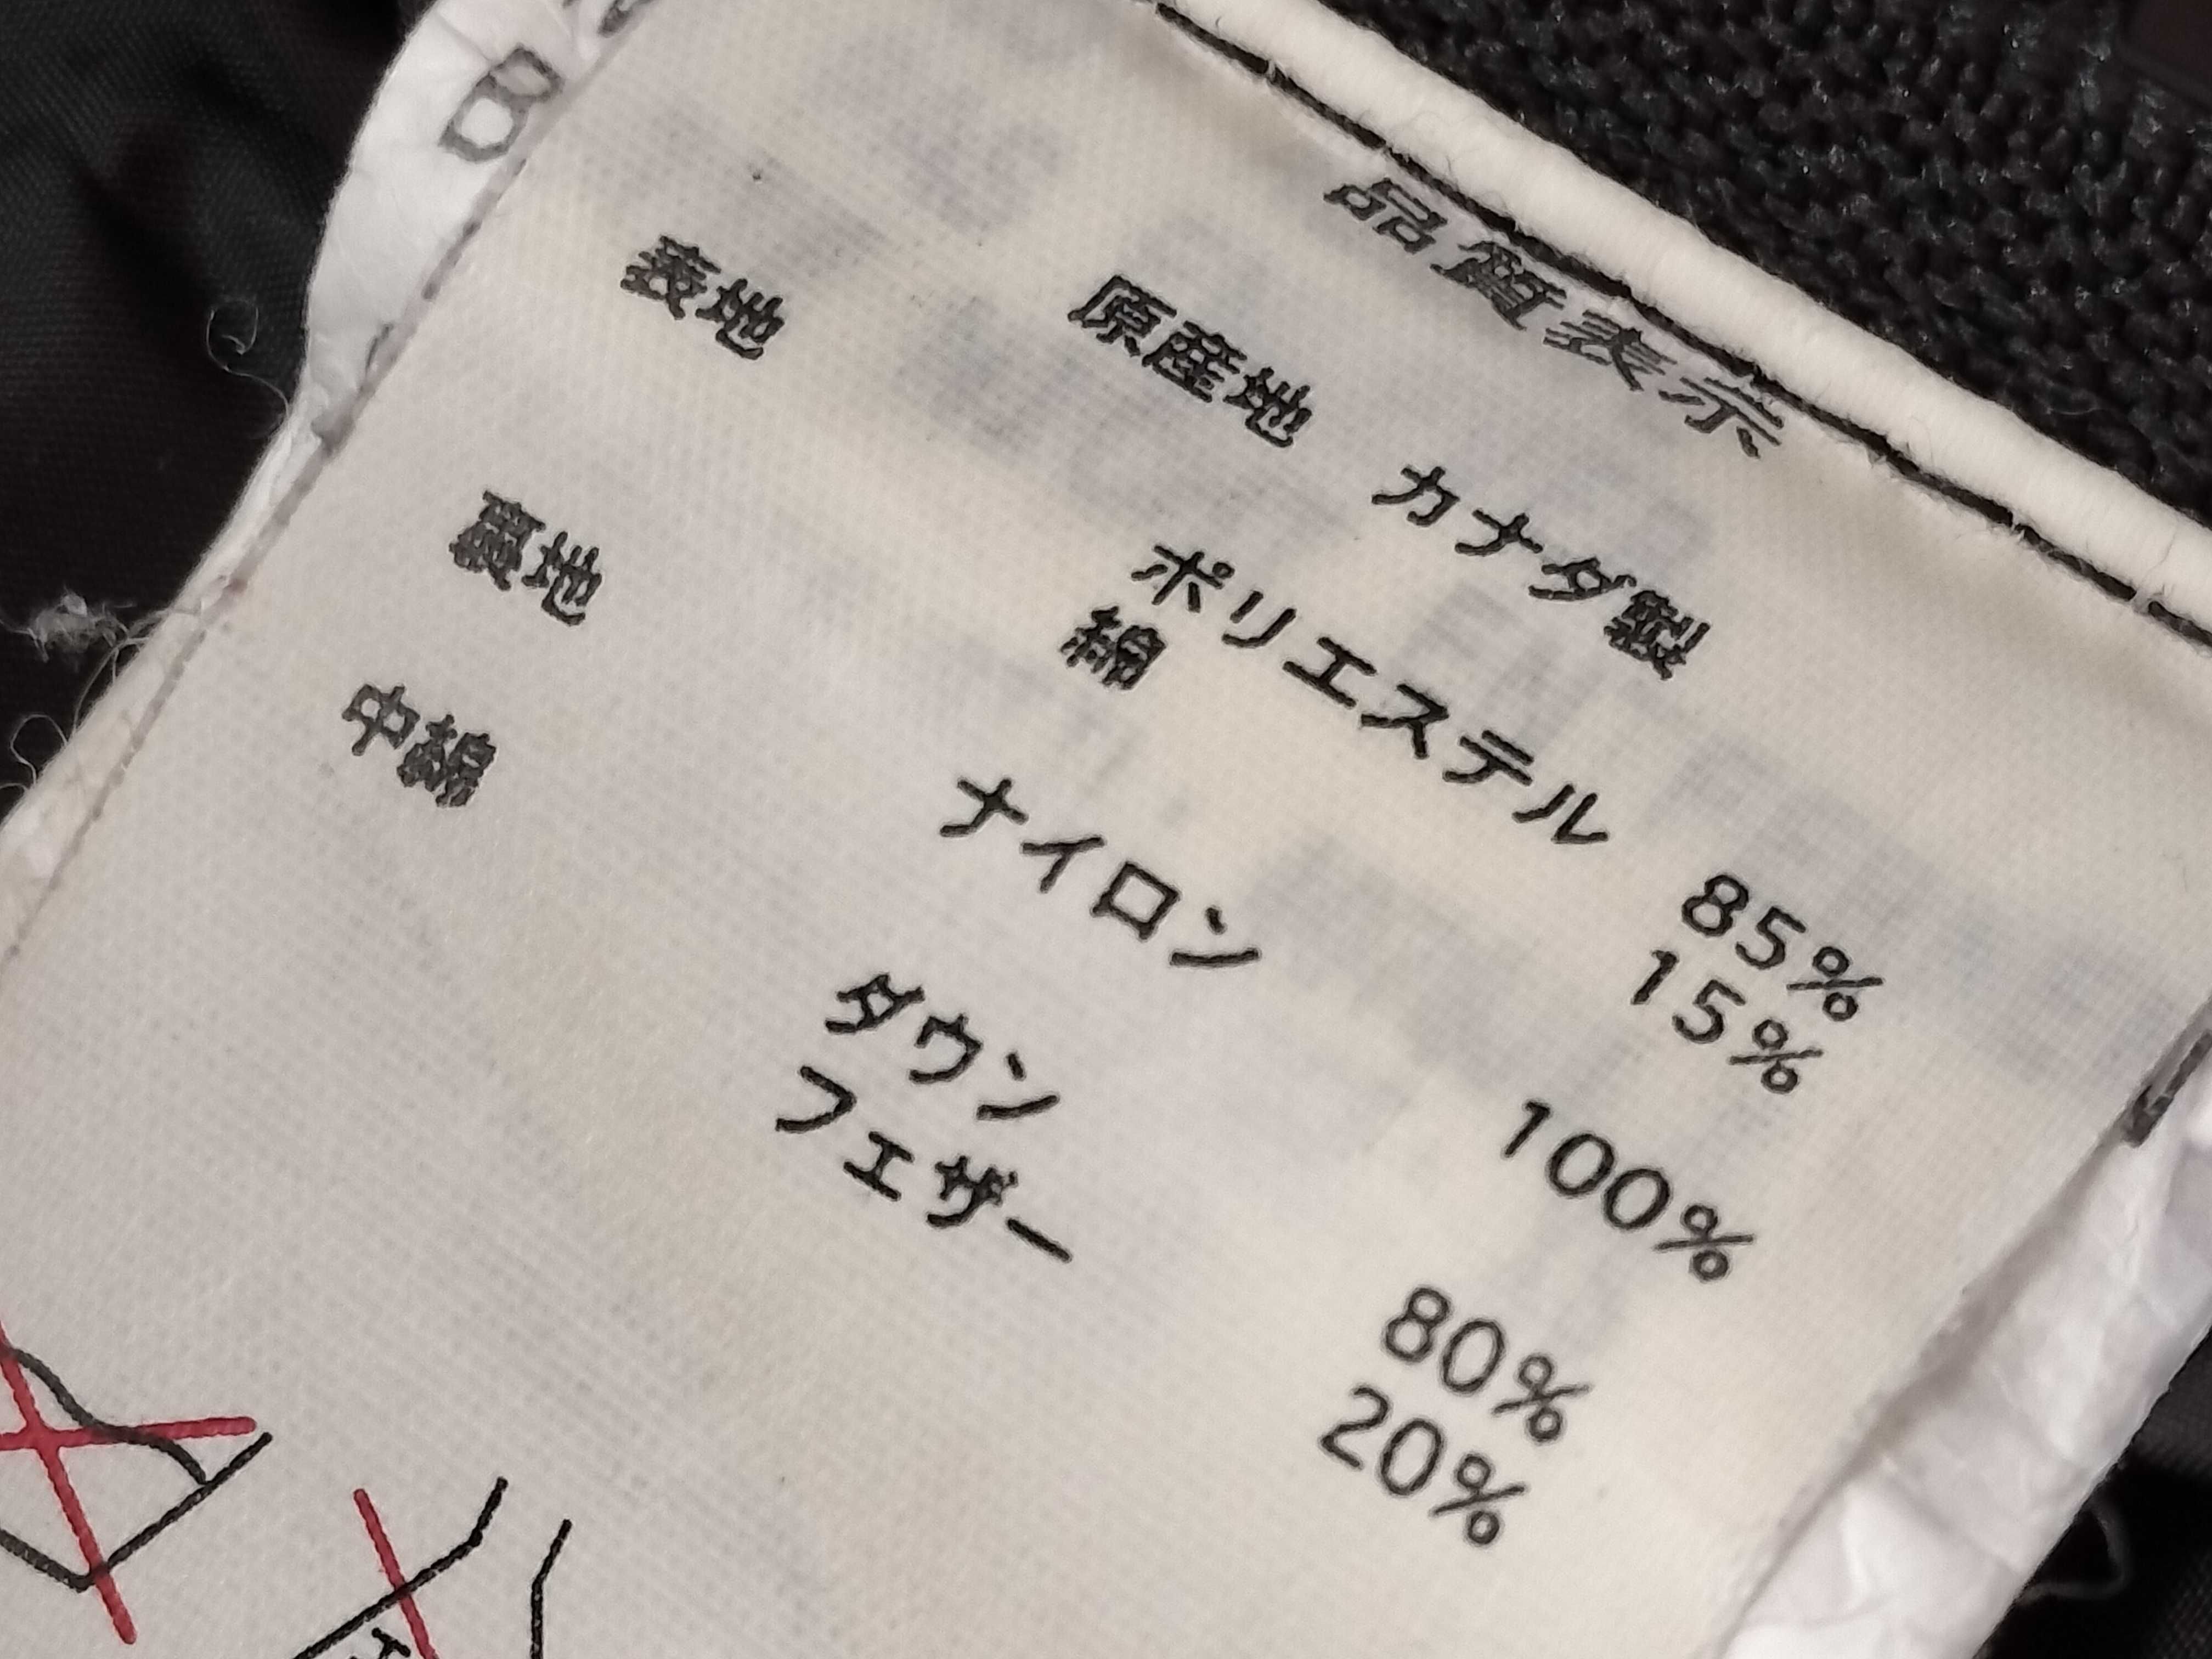 品質表示
原産地 カナダ製
表地 ポリエステル 85%
綿 15%
裏地 ナイロン 100%
中綿 ダウン 80%
フェザー 20%